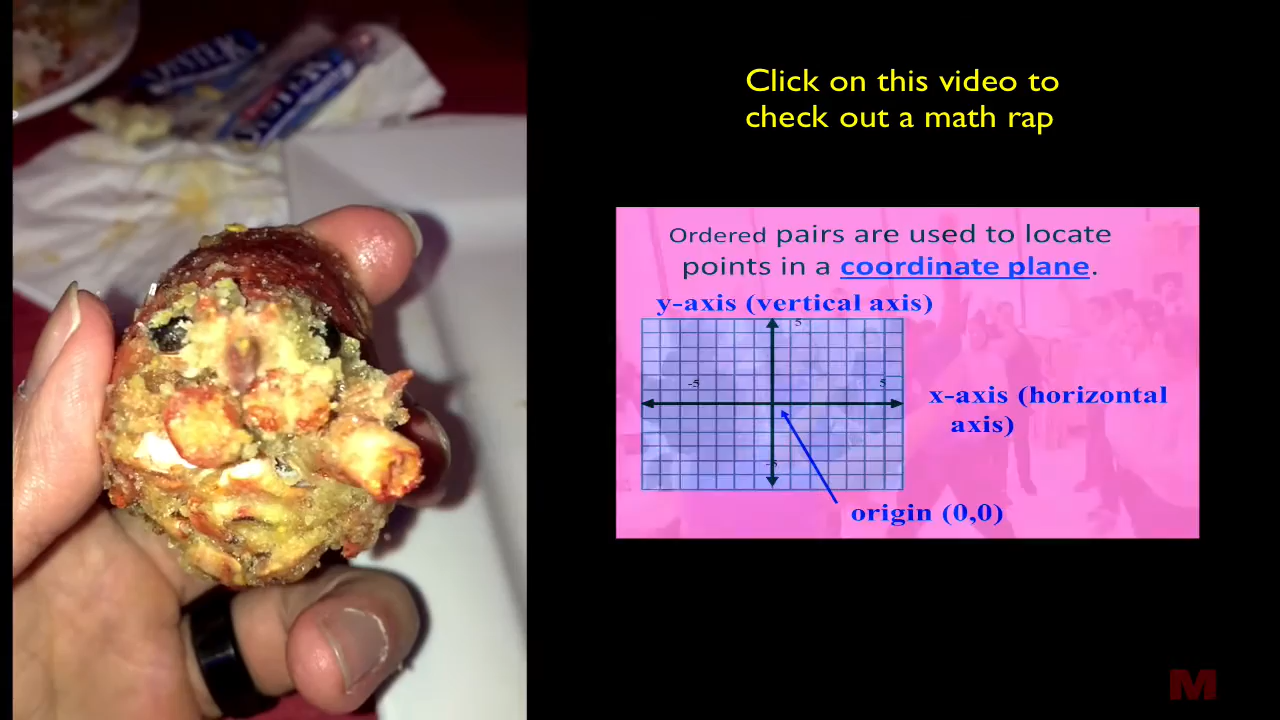 Click on this video to
check out a math rap
Ordered pairs are used to locate
points in a coordinate plane.
y-axis (vertical axis)
5
-5
5
x-axis (horizontal
axis)
-5
origin (0,0)
M